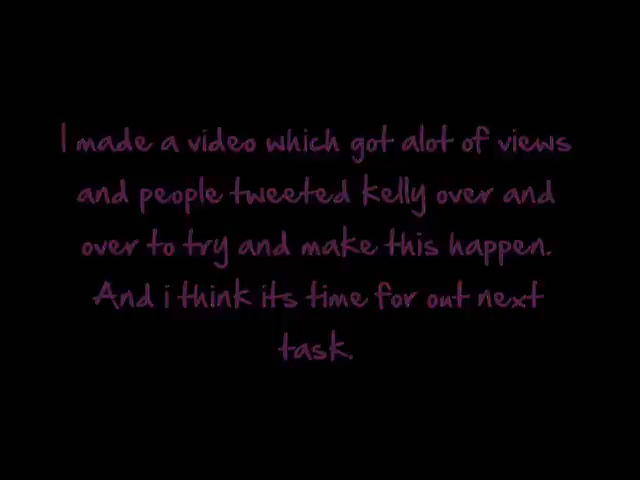 I made a video which got alot of views
and people tweeted kelly over and
over to try and make this happen.
And i think its time for out next
task.